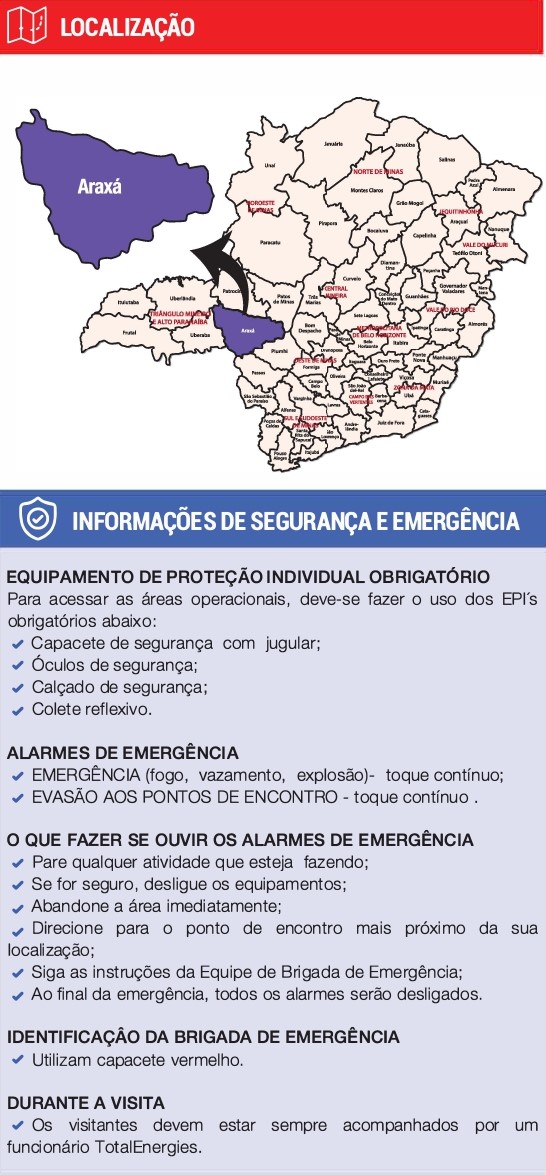 LOCALIZAÇÃO
Araxá
Januária
Janaúba
Salinas
Unaí
NORTE DE MINAS
Pedra Azul
Almenara
Montes Claros
NOROESTE
DE MINAS
Grão Mogol
JEQUITINHONHA
Araçuaí
Pirapora
Bocaiuva
Capelinha
Nanuque
Paracatu
VALE DO MUCURI
Teófilo Otoni
Diaman-
tina
Peçanha
Curvelo
Governador
Valadares
Guanhães
Uberlândia
Ituiutaba
Patrocínio
Patos
de Minas
Três
Marias
CENTRAL
MINEIRA
Conceição
do Mato
Dentro
VALE DO RIO DOCE
TRIÂNGULO MINEIRO
E ALTO PARANAÍBA
Sete Lagoas
Araxá
Bom
Despacho
METROPOLITANA
DE BELO HORIZONTE
Ipatinga
Caratinga
Aimorés
Frutal
Uberaba
Belo
Horizonte
Itabira
Piumhi
OESTE DE MINAS
Formiga
Ouro Preto
Ponte
Nova
Manhuaçu
Passos
Campo
Belo
Oliveira
Conselheiro
Lafaiete
Viçosa
Muriaé
São Sebastião
do Paraíso
Varginha
São João
del-Rei
ZONA DA MATA
Ubá
Alfenas
Lavras
CAMPO DAS
VERTENTES
Barba-
cena
Cata-
guases
Poços de
Caldas
SUL E SUDOESTE
DE MINAS
Santa
Rita do
Sapucaí
São
Lourenço
Andre-
lândia
Juiz de Fora
Pouso
Alegre
Itajubá
INFORMAÇÕES DE SEGURANÇA E EMERGÊNCIA
EQUIPAMENTO DE PROTEÇÃO INDIVIDUAL OBRIGATÓRIO
Para acessar as áreas operacionais, deve-se fazer o uso dos EPI´s
obrigatórios abaixo:
Capacete de segurança com jugular;
Óculos de segurança;
Calçado de segurança;
Colete reflexivo.
ALARMES DE EMERGÊNCIA
EMERGÊNCIA (fogo, vazamento, explosão)- toque contínuo;
EVASÃO AOS PONTOS DE ENCONTRO - toque contínuo .
O QUE FAZER SE OUVIR OS ALARMES DE EMERGÊNCIA
Pare qualquer atividade que esteja fazendo;
Se for seguro, desligue os equipamentos;
Abandone a área imediatamente;
Direcione para o ponto de encontro mais próximo da sua
localização;
Siga as instruções da Equipe de Brigada de Emergência;
Ao final da emergência, todos os alarmes serão desligados.
IDENTIFICAÇÂO DA BRIGADA DE EMERGÊNCIA
Utilizam capacete vermelho.
DURANTE A VISITA
Os visitantes devem estar sempre acompanhados por um
funcionário TotalEnergies.